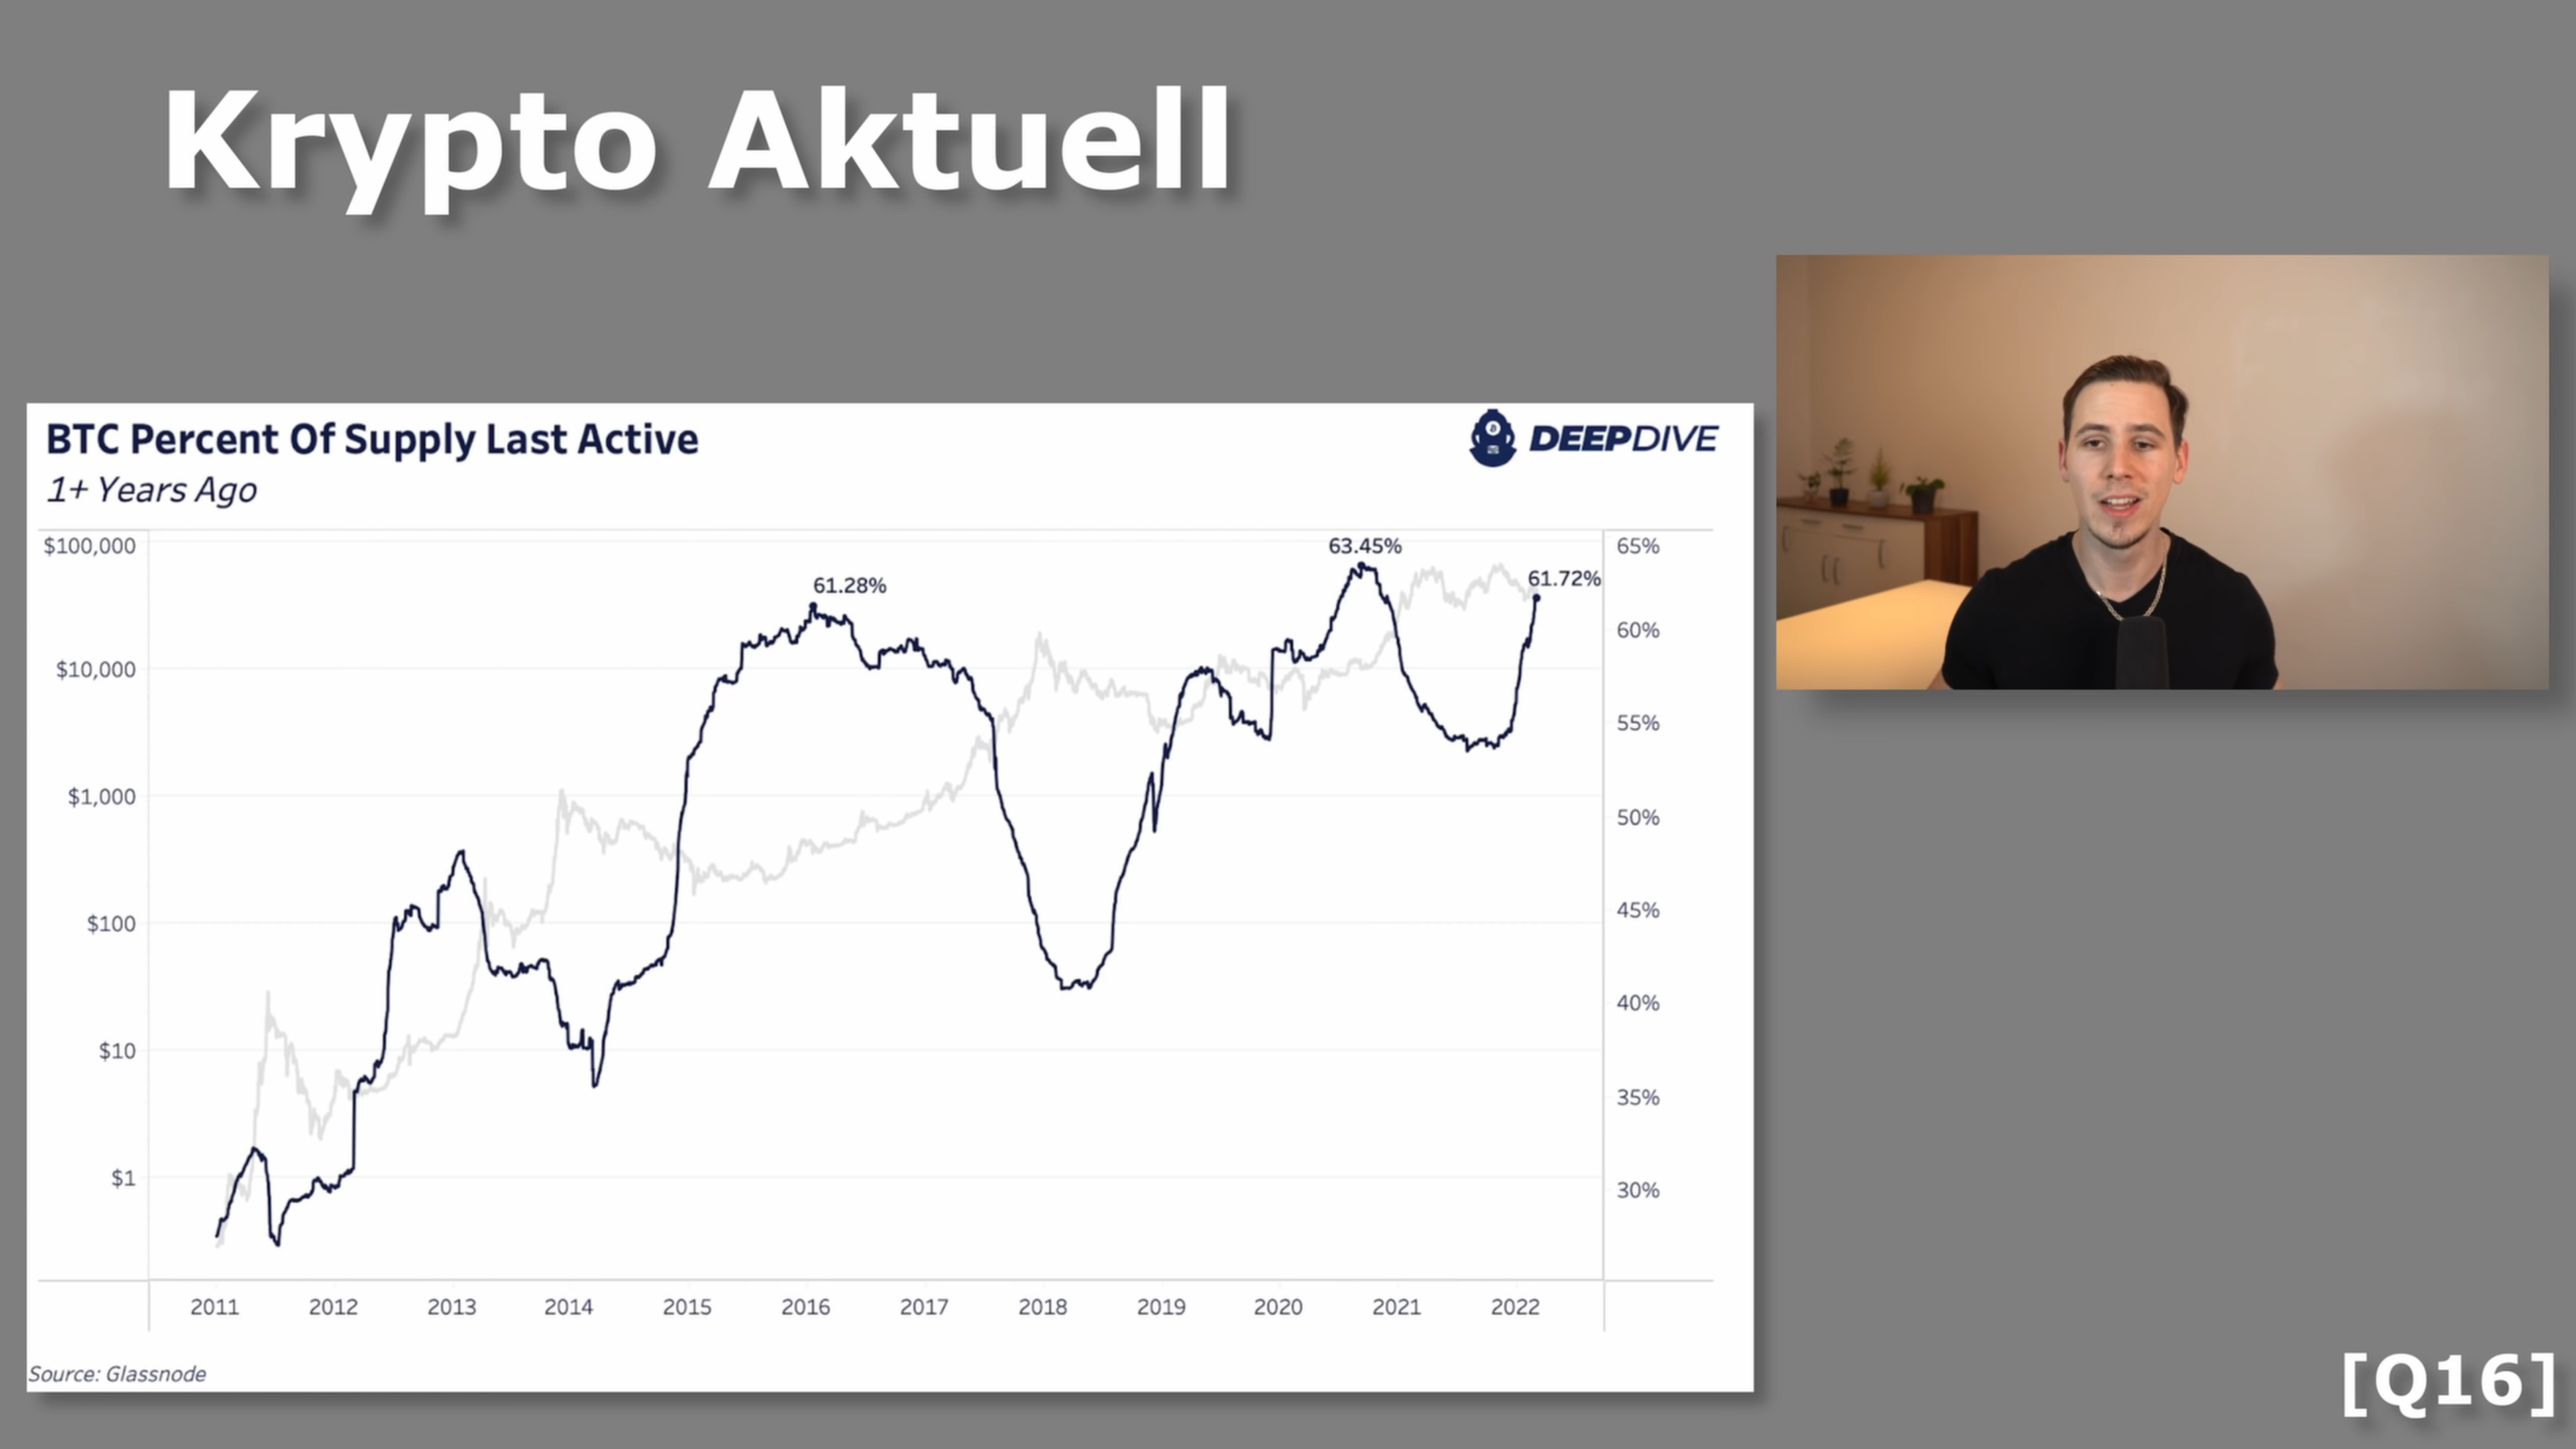 Krypto Aktuell
BTC Percent Of Supply Last Active
1+ Years Ago
DEEPDIVE
$100,000
$10,000
$1,000
$100
$10
$1
61.28%
63.45%
61.72%
65%
60%
55%
50%
45%
40%
35%
30%
2011 2012 2013 2014 2015 2016 2017 2018 2019 2020 2021 2022
Source: Glassnode
[Q16]